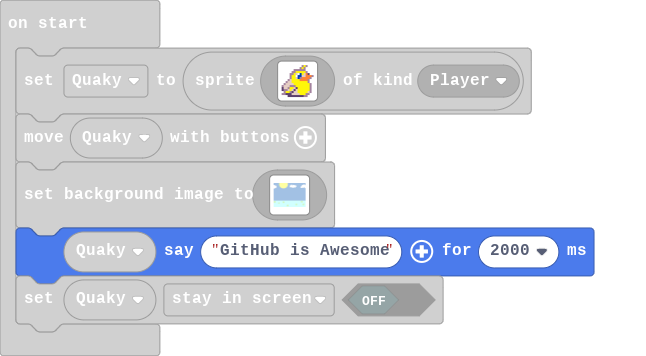 on start
set Quaky to sprite of kind Player
move Quaky with buttons
set background image to
Quaky say "GitHub is Awesome" for 2000 ms
set Quaky stay in screen OFF